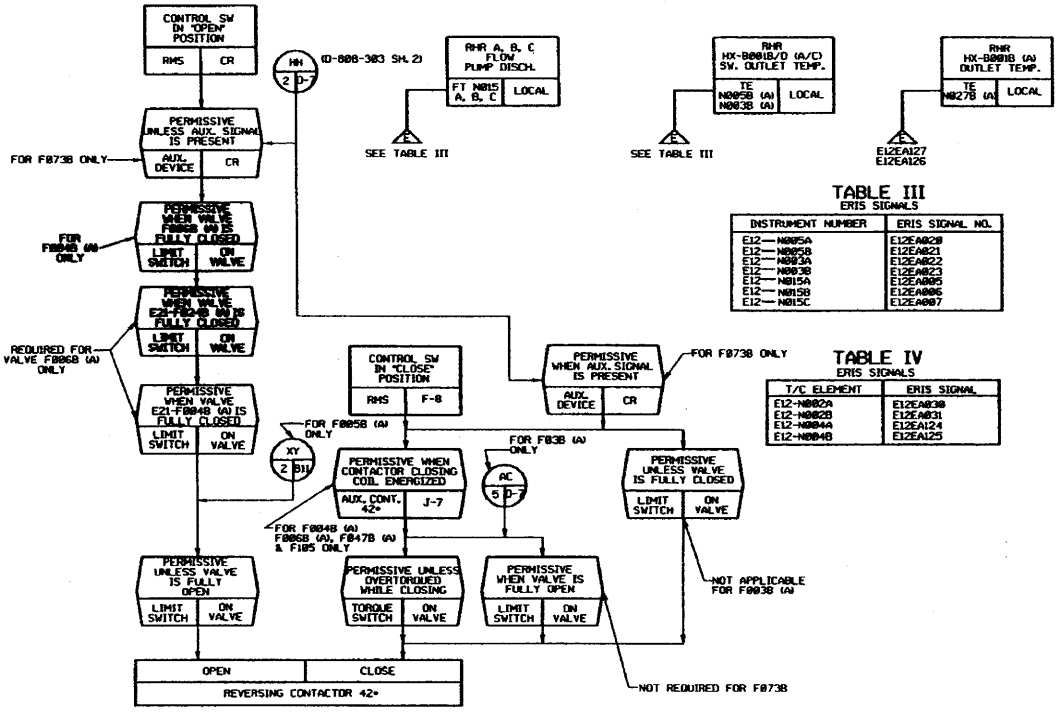 CONTROL SW
IN "OPEN"
POSITION
RMS CR
HH
2 D-7
(D-808-303 SH. 2)
RHR A, B, C
FLOW
PUMP DISCH.
FT N015
A, B, C
LOCAL
E
SEE TABLE III
RHR
HX-B001B/D (A/C)
SW. OUTLET TEMP.
TE
N005B (A)
N003B (A)
LOCAL
E
SEE TABLE III
RHR
HX-B001B (A)
OUTLET TEMP.
TE
N027B (A)
LOCAL
E
E12EA127
E12EA126
PERMISSIVE
UNLESS AUX. SIGNAL
IS PRESENT
AUX.
DEVICE
CR
FOR F073B ONLY
PERMISSIVE
WHEN VALVE
F006B (A) IS
FULLY CLOSED
LIMIT
SWITCH
ON
VALVE
FOR
F004B (A)
ONLY
PERMISSIVE
WHEN VALVE
E21-F024B (A) IS
FULLY CLOSED
LIMIT
SWITCH
ON
VALVE
REQUIRED FOR
VALVE F006B (A)
ONLY
PERMISSIVE
WHEN VALVE
E21-F004B (A) IS
FULLY CLOSED
LIMIT
SWITCH
ON
VALVE
TABLE III
ERIS SIGNALS
INSTRUMENT NUMBER ERIS SIGNAL NO.
E12-N005A E12EA020
E12-N005B E12EA021
E12-N003A E12EA022
E12-N003B E12EA023
E12-N015A E12EA005
E12-N015B E12EA006
E12-N015C E12EA007
TABLE IV
ERIS SIGNALS
T/C ELEMENT ERIS SIGNAL
E12-N002A E12EA030
E12-N002B E12EA031
E12-N004A E12EA124
E12-N004B E12EA125
CONTROL SW
IN "CLOSE"
POSITION
RMS F-8
PERMISSIVE
WHEN AUX. SIGNAL
IS PRESENT
AUX.
DEVICE
CR
FOR F073B ONLY
FOR F005B (A)
ONLY
XY
2 B11
PERMISSIVE WHEN
CONTACTOR CLOSING
COIL ENERGIZED
AUX. CONT.
42*
J-7
FOR F03B (A)
ONLY
AC
5 D-7
PERMISSIVE
UNLESS VALVE
IS FULLY CLOSED
LIMIT
SWITCH
ON
VALVE
FOR F004B (A)
F006B (A), F047B (A)
& F105 ONLY
NOT APPLICABLE
FOR F003B (A)
PERMISSIVE
UNLESS VALVE
IS FULLY
OPEN
LIMIT
SWITCH
ON
VALVE
PERMISSIVE UNLESS
OVERTORQUED
WHILE CLOSING
TORQUE
SWITCH
ON
VALVE
PERMISSIVE
WHEN VALVE IS
FULLY OPEN
LIMIT
SWITCH
ON
VALVE
NOT REQUIRED FOR F073B
OPEN CLOSE
REVERSING CONTACTOR 42*